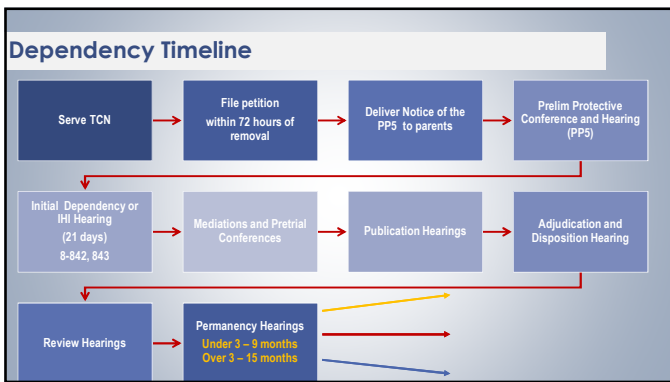 Dependency Timeline
Serve TCN
File petition
within 72 hours of
removal
Deliver Notice of the
PP5 to parents
Prelim Protective
Conference and Hearing
(PP5)
Initial Dependency or
IHI Hearing
(21 days)
8-842, 843
Mediations and Pretrial
Conferences
Publication Hearings
Adjudication and
Disposition Hearing
Review Hearings
Permanency Hearings
Under 3 – 9 months
Over 3 – 15 months